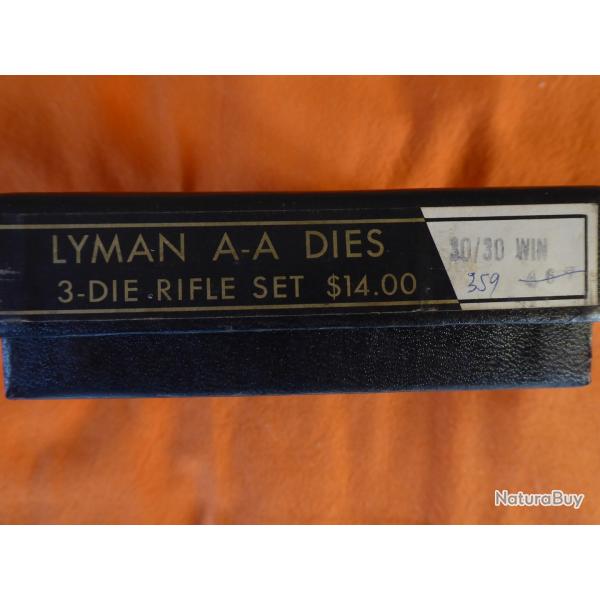 LYMAN A-A DIES
3-DIE RIFLE SET $14.00
30/30 WIN
359
NaturaBuy